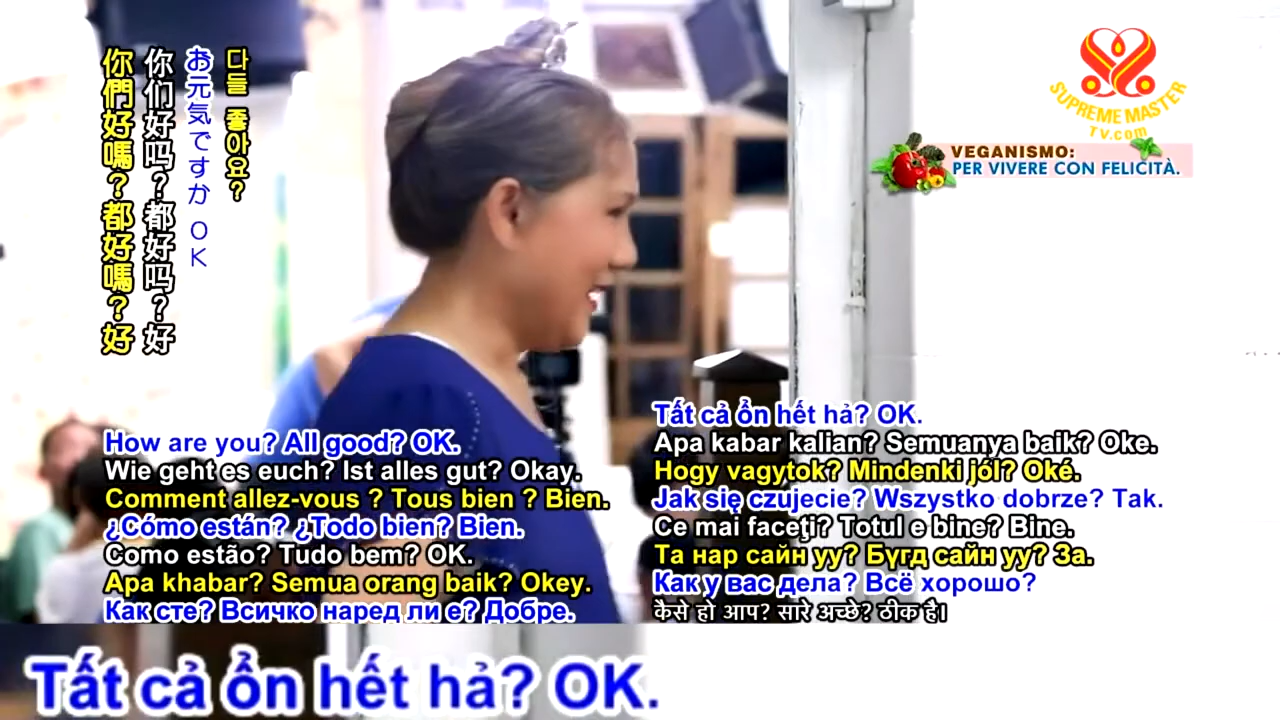 你們好嗎？都好嗎？好
你们好吗？都好吗？好
お元気ですか OK
다들 좋아요?
SUPREME MASTER
TV.com
VEGANISMO:
PER VIVERE CON FELICITÀ.
How are you? All good? OK.
Wie geht es euch? Ist alles gut? Okay.
Comment allez-vous ? Tous bien ? Bien.
¿Cómo están? ¿Todo bien? Bien.
Como estão? Tudo bem? OK.
Apa khabar? Semua orang baik? Okey.
Как сте? Всичко наред ли е? Добре.
Tất cả ổn hết hả? OK.
Apa kabar kalian? Semuanya baik? Oke.
Hogy vagytok? Mindenki jól? Oké.
Jak się czujecie? Wszystko dobrze? Tak.
Ce mai faceţi? Totul e bine? Bine.
Та нар сайн уу? Бүгд сайн уу? За.
Как у вас дела? Всё хорошо?
कैसे हो आप? सारे अच्छे? ठीक है।
Tất cả ổn hết hả? OK.